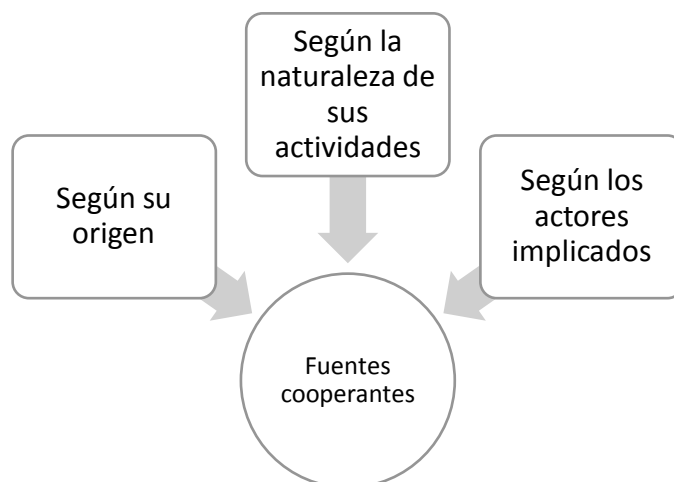 Según la
naturaleza de
sus
actividades
Según su
origen
Según los
actores
implicados
Fuentes
cooperantes